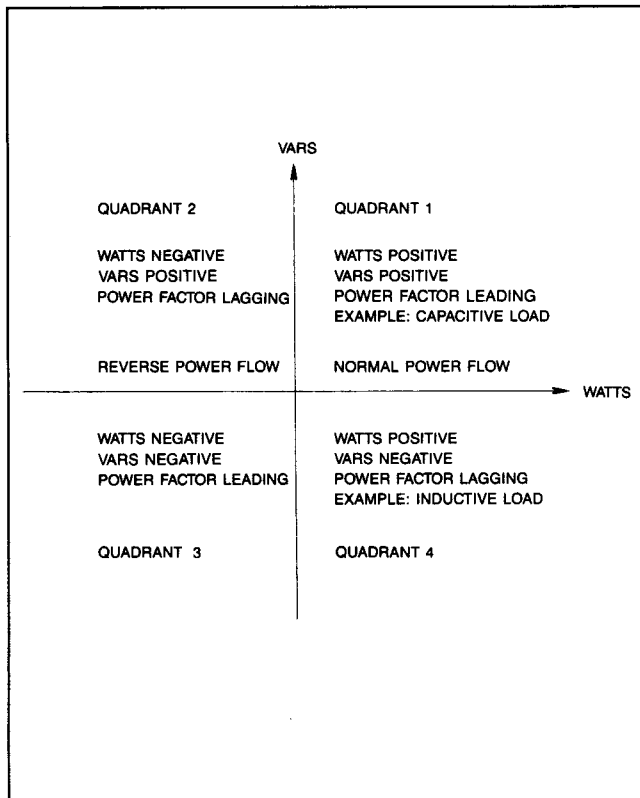 VARS
QUADRANT 2
WATTS NEGATIVE
VARS POSITIVE
POWER FACTOR LAGGING
REVERSE POWER FLOW
QUADRANT 1
WATTS POSITIVE
VARS POSITIVE
POWER FACTOR LEADING
EXAMPLE: CAPACITIVE LOAD
NORMAL POWER FLOW
WATTS
WATTS NEGATIVE
VARS NEGATIVE
POWER FACTOR LEADING
QUADRANT 3
WATTS POSITIVE
VARS NEGATIVE
POWER FACTOR LAGGING
EXAMPLE: INDUCTIVE LOAD
QUADRANT 4